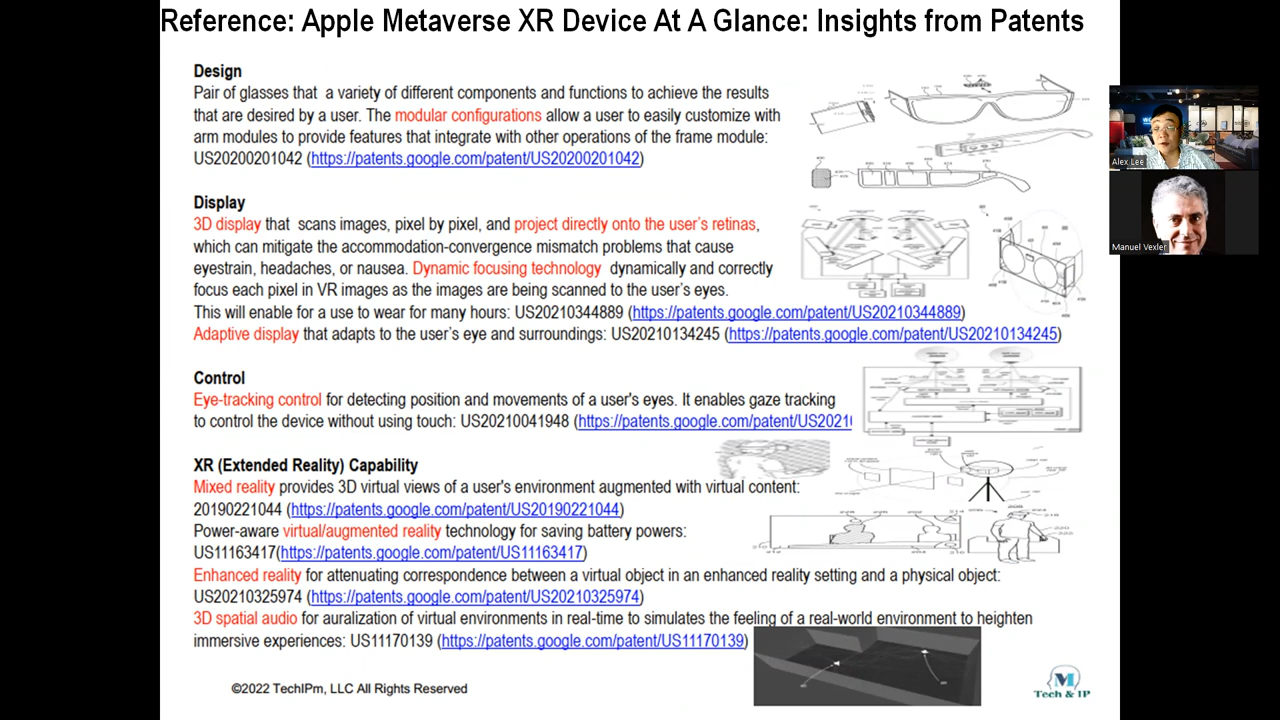 Reference: Apple Metaverse XR Device At A Glance: Insights from Patents
Design
Pair of glasses that a variety of different components and functions to achieve the results
that are desired by a user. The modular configurations allow a user to easily customize with
arm modules to provide features that integrate with other operations of the frame module:
US20200201042 (https://patents.google.com/patent/US20200201042)
Display
3D display that scans images, pixel by pixel, and project directly onto the user's retinas,
which can mitigate the accommodation-convergence mismatch problems that cause
eyestrain, headaches, or nausea. Dynamic focusing technology dynamically and correctly
focus each pixel in VR images as the images are being scanned to the user's eyes.
This will enable for a use to wear for many hours: US20210344889 (https://patents.google.com/patent/US20210344889)
Adaptive display that adapts to the user's eye and surroundings: US20210134245 (https://patents.google.com/patent/US20210134245)
Control
Eye-tracking control for detecting position and movements of a user's eyes. It enables gaze tracking
to control the device without using touch: US20210041948 (https://patents.google.com/patent/US2021
XR (Extended Reality) Capability
Mixed reality provides 3D virtual views of a user's environment augmented with virtual content:
20190221044 (https://patents.google.com/patent/US20190221044)
Power-aware virtual/augmented reality technology for saving battery powers:
US11163417(https://patents.google.com/patent/US11163417)
Enhanced reality for attenuating correspondence between a virtual object in an enhanced reality setting and a physical object:
US20210325974 (https://patents.google.com/patent/US20210325974)
3D spatial audio for auralization of virtual environments in real-time to simulates the feeling of a real-world environment to heighten
immersive experiences: US11170139 (https://patents.google.com/patent/US11170139)
©2022 TechIPm, LLC All Rights Reserved
M
Tech & IP
Alex Lee
Manuel Vexler